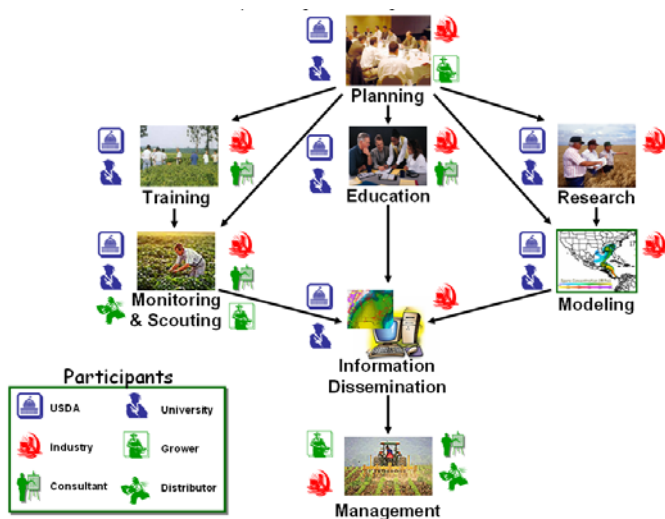 Planning
Training
Education
Research
Monitoring
& Scouting
Modeling
Information
Dissemination
Participants
USDA
University
Industry
Grower
Consultant
Distributor
Management